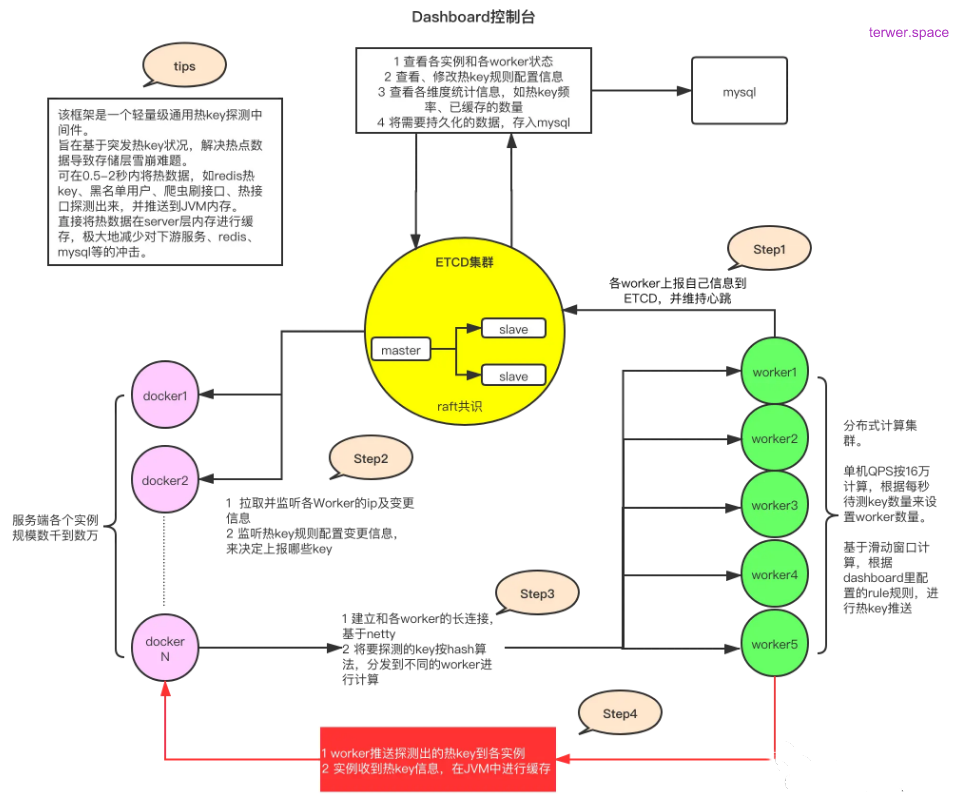 Dashboard控制台
terwer.space
1 查看各实例和各worker状态
2 查看、修改热key规则配置信息
3 查看各维度统计信息，如热key频
率、已缓存的数量
4 将需要持久化的数据，存入mysql
mysql
tips
该框架是一个轻量级通用热key探测中
间件。
旨在基于突发热key状况，解决热点数
据导致存储层雪崩难题。
可在0.5-2秒内将热数据，如redis热
key、黑名单用户、爬虫刷接口、热接
口探测出来，并推送到JVM内存。
直接将热数据在server层内存进行缓
存，极大地减少对下游服务、redis、
mysql等的冲击。
Step1
各worker上报自己信息到
ETCD，并维持心跳
ETCD集群
master
slave
slave
raft共识
docker1
docker2
docker
N
服务端各个实例
规模数千到数万
Step2
1 拉取并监听各Worker的ip及变更
信息
2 监听热key规则配置变更信息，
来决定上报哪些key
Step3
1 建立和各worker的长连接，
基于netty
2 将要探测的key按hash算
法，分发到不同的worker进
行计算
worker1
worker2
worker3
worker4
worker5
分布式计算集
群。
单机QPS按16万
计算，根据每秒
待测key数量来设
置worker数量。
基于滑动窗口计
算，根据
dashboard里配
置的rule规则，进
行热key推送
Step4
1 worker推送探测出的热key到各实例
2 实例收到热key信息，在JVM中进行缓存